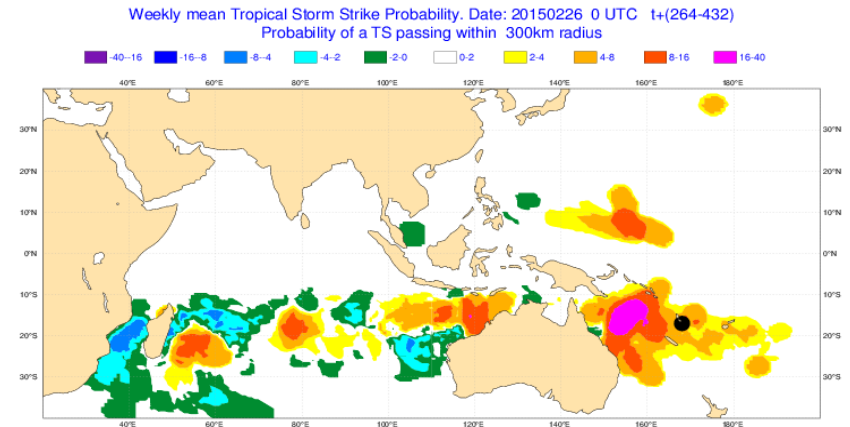 Weekly mean Tropical Storm Strike Probability. Date: 20150226 0 UTC t+(264-432)
Probability of a TS passing within 300km radius
-40--16 -16--8 -8--4 -4--2 -2-0 0-2 2-4 4-8 8-16 16-40
40°E 60°E 80°E 100°E 120°E 140°E 160°E 180°E
30°N 30°N
20°N 20°N
10°N 10°N
0°N 0°N
10°S 10°S
20°S 20°S
30°S 30°S
40°E 60°E 80°E 100°E 120°E 140°E 160°E 180°E